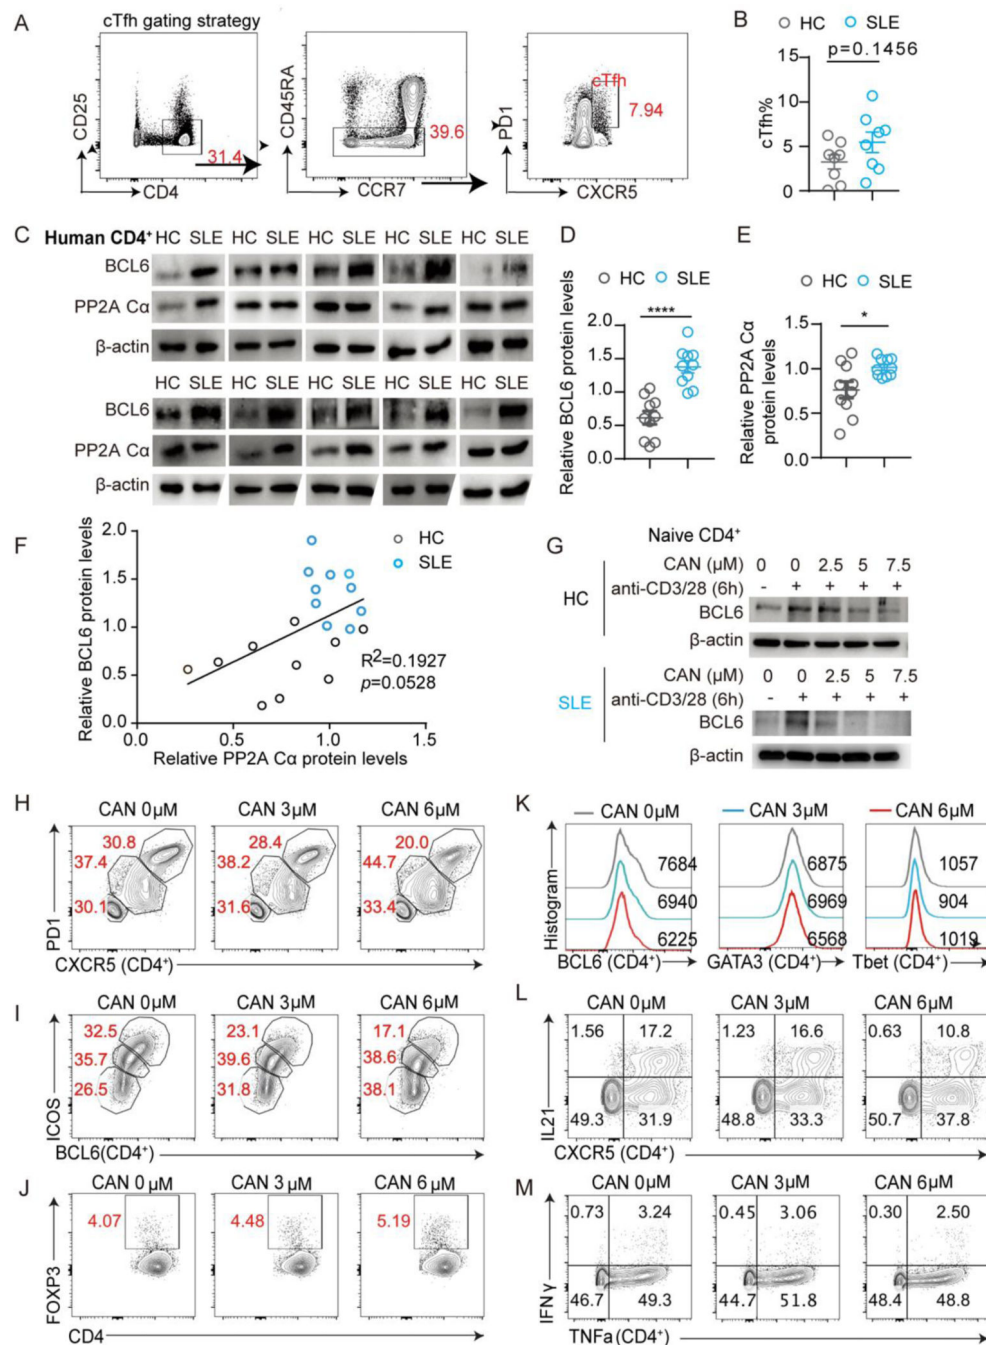 A
cTfh gating strategy
CD25
31.4
CD4
CD45RA
39.6
CCR7
PD1
cTfh
7.94
CXCR5
B
HC SLE
p=0.1456
cTfh%
10
5
0
C
Human CD4⁺
HC SLE HC SLE HC SLE HC SLE HC SLE
BCL6
PP2A Cα
β-actin
HC SLE HC SLE HC SLE HC SLE HC SLE
BCL6
PP2A Cα
β-actin
D
HC
SLE
****
Relative BCL6 protein levels
2.0
1.5
1.0
0.5
0.0
E
HC SLE
*
Relative PP2A Cα
protein levels
1.5
1.0
0.5
0.0
F
HC
SLE
Relative BCL6 protein levels
2.0
1.5
1.0
0.5
0.0
R²=0.1927
p=0.0528
0.0 0.5 1.0 1.5
Relative PP2A Cα protein levels
G
Naive CD4⁺
HC
CAN (µM) 0 0 2.5 5 7.5
anti-CD3/28 (6h) - + + + +
BCL6
β-actin
SLE
CAN (µM) 0 0 2.5 5 7.5
anti-CD3/28 (6h) - + + + +
BCL6
β-actin
H
CAN 0µM CAN 3µM CAN 6µM
30.8 28.4 20.0
37.4 38.2 44.7
30.1 31.6 33.4
PD1
CXCR5 (CD4⁺)
I
CAN 0µM CAN 3µM CAN 6µM
32.5 23.1 17.1
35.7 39.6 38.6
26.5 31.8 38.1
ICOS
BCL6(CD4⁺)
J
CAN 0 µM CAN 3 µM CAN 6 µM
4.07 4.48 5.19
FOXP3
CD4
K
CAN 0µM CAN 3µM CAN 6µM
Histogram
7684 6875 1057
6940 6969 904
6225 6568 1019
BCL6 (CD4⁺) GATA3 (CD4⁺) Tbet (CD4⁺)
L
CAN 0µM CAN 3µM CAN 6µM
1.56 17.2 1.23 16.6 0.63 10.8
49.3 31.9 48.8 33.3 50.7 37.8
IL21
CXCR5 (CD4⁺)
M
CAN 0µM CAN 3µM CAN 6µM
0.73 3.24 0.45 3.06 0.30 2.50
46.7 49.3 44.7 51.8 48.4 48.8
IFN γ
TNFa (CD4⁺)
15